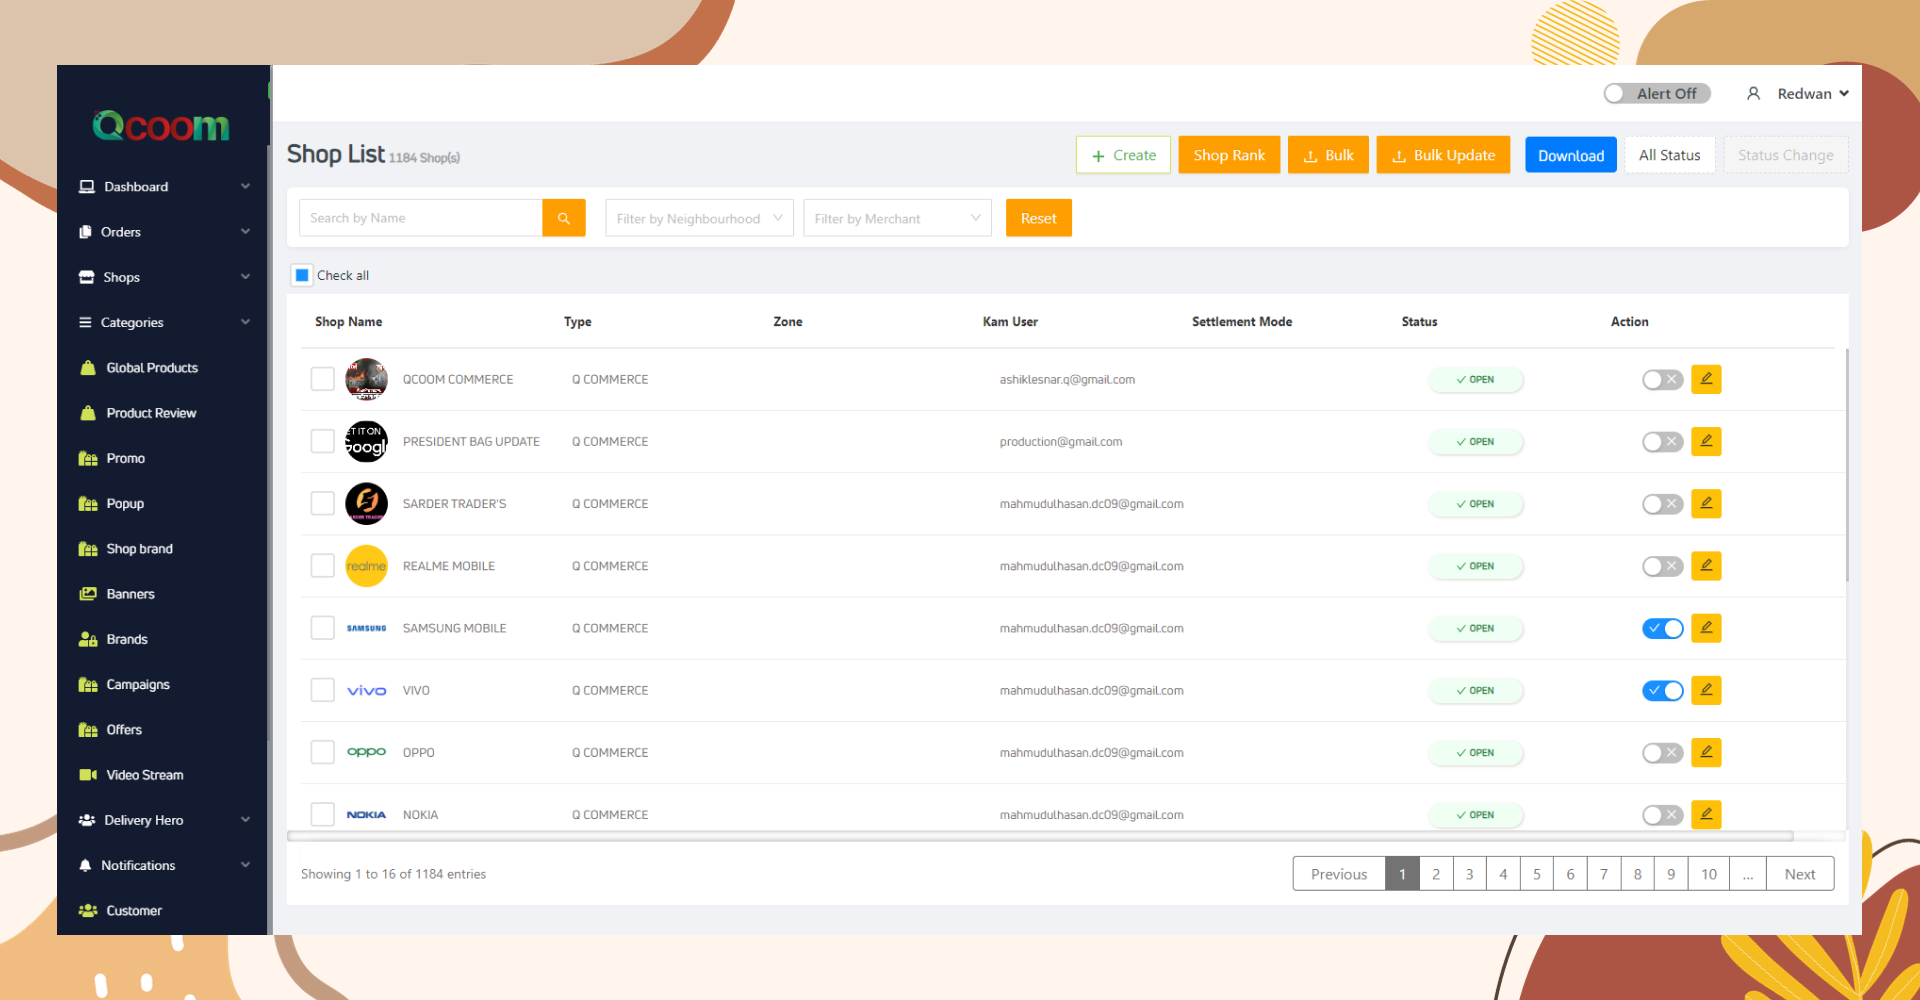 Qcoom
Alert Off
Redwan
Shop List 1184 Shop(s)
Create
Shop Rank
Bulk
Bulk Update
Download
All Status
Status Change
Dashboard
Orders
Shops
Categories
Global Products
Product Review
Promo
Popup
Shop brand
Banners
Brands
Campaigns
Offers
Video Stream
Delivery Hero
Notifications
Customer
Search by Name
Filter by Neighbourhood
Filter by Merchant
Reset
Check all
Shop Name Type Zone Kam User Settlement Mode Status Action
QCOOM COMMERCE Q COMMERCE ashiklesnar.q@gmail.com OPEN
ET IT ON
Googl
PRESIDENT BAG UPDATE Q COMMERCE production@gmail.com OPEN
SARDER TRADER'S Q COMMERCE mahmudulhasan.dc09@gmail.com OPEN
realme REALME MOBILE Q COMMERCE mahmudulhasan.dc09@gmail.com OPEN
SAMSUNG SAMSUNG MOBILE Q COMMERCE mahmudulhasan.dc09@gmail.com OPEN
vivo VIVO Q COMMERCE mahmudulhasan.dc09@gmail.com OPEN
oppo OPPO Q COMMERCE mahmudulhasan.dc09@gmail.com OPEN
NOKIA NOKIA Q COMMERCE mahmudulhasan.dc09@gmail.com OPEN
Showing 1 to 16 of 1184 entries
Previous 1 2 3 4 5 6 7 8 9 10 ... Next